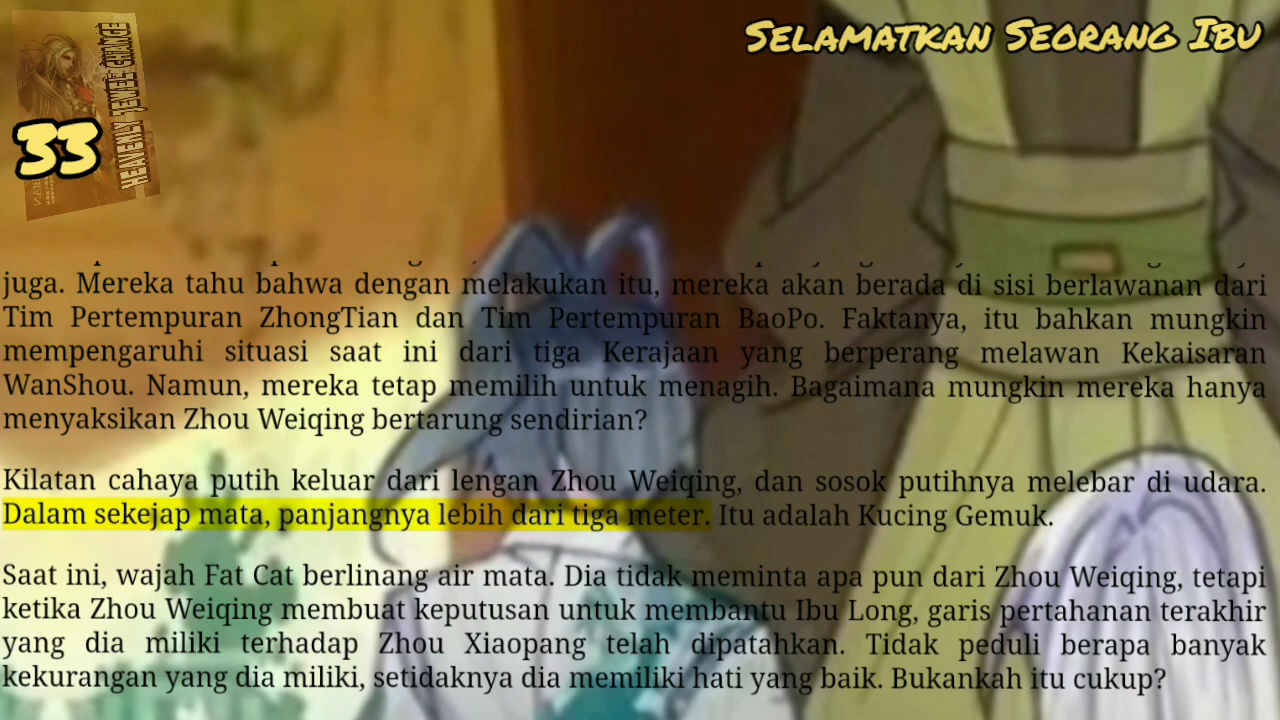 Selamatkan Seorang Ibu
HEAVENLY JEWEL CHANGE
33
juga. Mereka tahu bahwa dengan melakukan itu, mereka akan berada di sisi berlawanan dari
Tim Pertempuran ZhongTian dan Tim Pertempuran BaoPo. Faktanya, itu bahkan mungkin
mempengaruhi situasi saat ini dari tiga Kerajaan yang berperang melawan Kekaisaran
WanShou. Namun, mereka tetap memilih untuk menagih. Bagaimana mungkin mereka hanya
menyaksikan Zhou Weiqing bertarung sendirian?
Kilatan cahaya putih keluar dari lengan Zhou Weiqing, dan sosok putihnya melebar di udara.
Dalam sekejap mata, panjangnya lebih dari tiga meter. Itu adalah Kucing Gemuk.
Saat ini, wajah Fat Cat berlinang air mata. Dia tidak meminta apa pun dari Zhou Weiqing, tetapi
ketika Zhou Weiqing membuat keputusan untuk membantu Ibu Long, garis pertahanan terakhir
yang dia miliki terhadap Zhou Xiaopang telah dipatahkan. Tidak peduli berapa banyak
kekurangan yang dia miliki, setidaknya dia memiliki hati yang baik. Bukankah itu cukup?